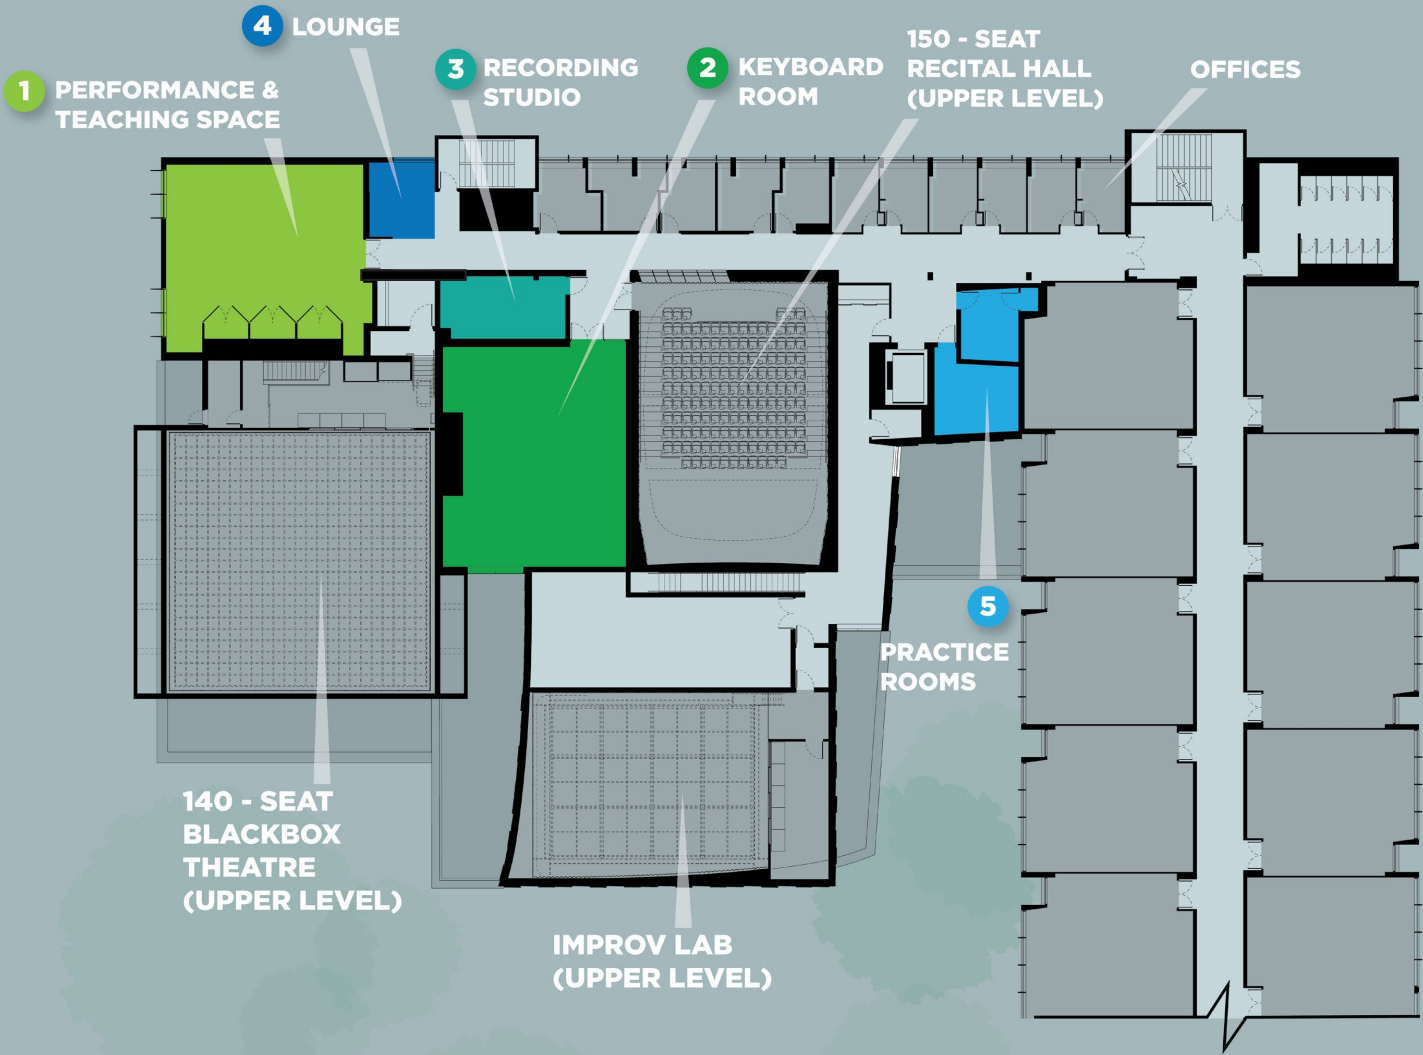 4 LOUNGE
1 PERFORMANCE &
TEACHING SPACE
3 RECORDING
STUDIO
2 KEYBOARD
ROOM
150 - SEAT
RECITAL HALL
(UPPER LEVEL)
OFFICES
5
PRACTICE
ROOMS
140 - SEAT
BLACKBOX
THEATRE
(UPPER LEVEL)
IMPROV LAB
(UPPER LEVEL)